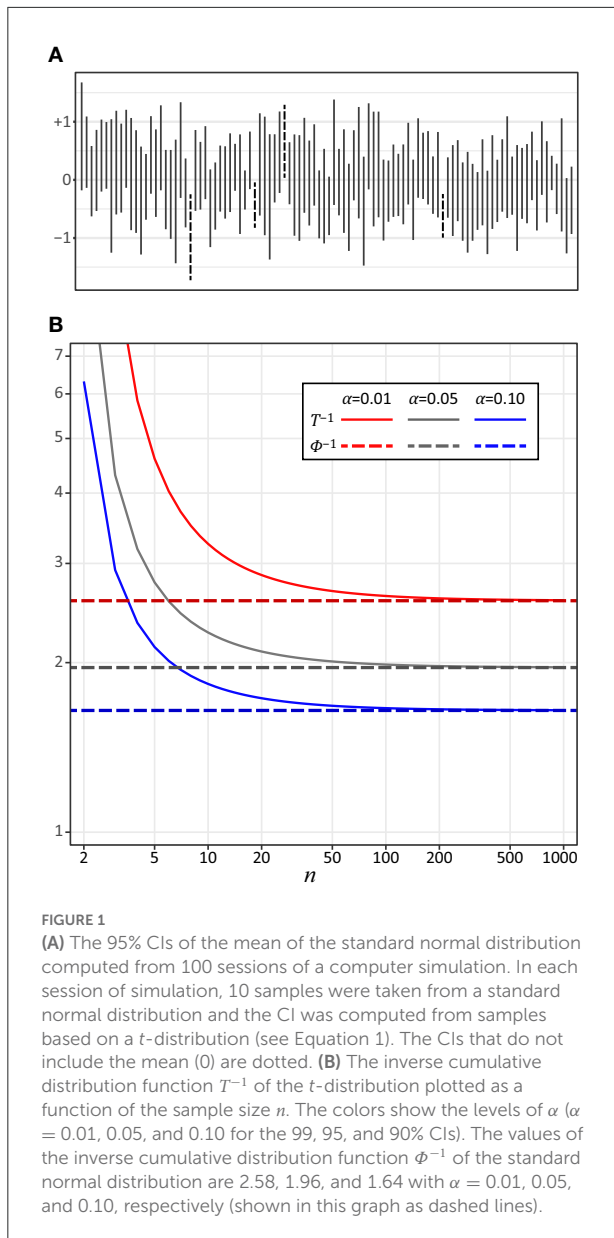 A
+1
0
−1
B
7
6
5
4
3
2
1
α=0.01 α=0.05 α=0.10
T⁻¹
Φ⁻¹
2 5 10 20 50 100 200 500 1000
n
FIGURE 1
(A) The 95% CIs of the mean of the standard normal distribution
computed from 100 sessions of a computer simulation. In each
session of simulation, 10 samples were taken from a standard
normal distribution and the CI was computed from samples
based on a t-distribution (see Equation 1). The CIs that do not
include the mean (0) are dotted. (B) The inverse cumulative
distribution function T⁻¹ of the t-distribution plotted as a
function of the sample size n. The colors show the levels of α (α
= 0.01, 0.05, and 0.10 for the 99, 95, and 90% CIs). The values of
the inverse cumulative distribution function Φ⁻¹ of the standard
normal distribution are 2.58, 1.96, and 1.64 with α = 0.01, 0.05,
and 0.10, respectively (shown in this graph as dashed lines).